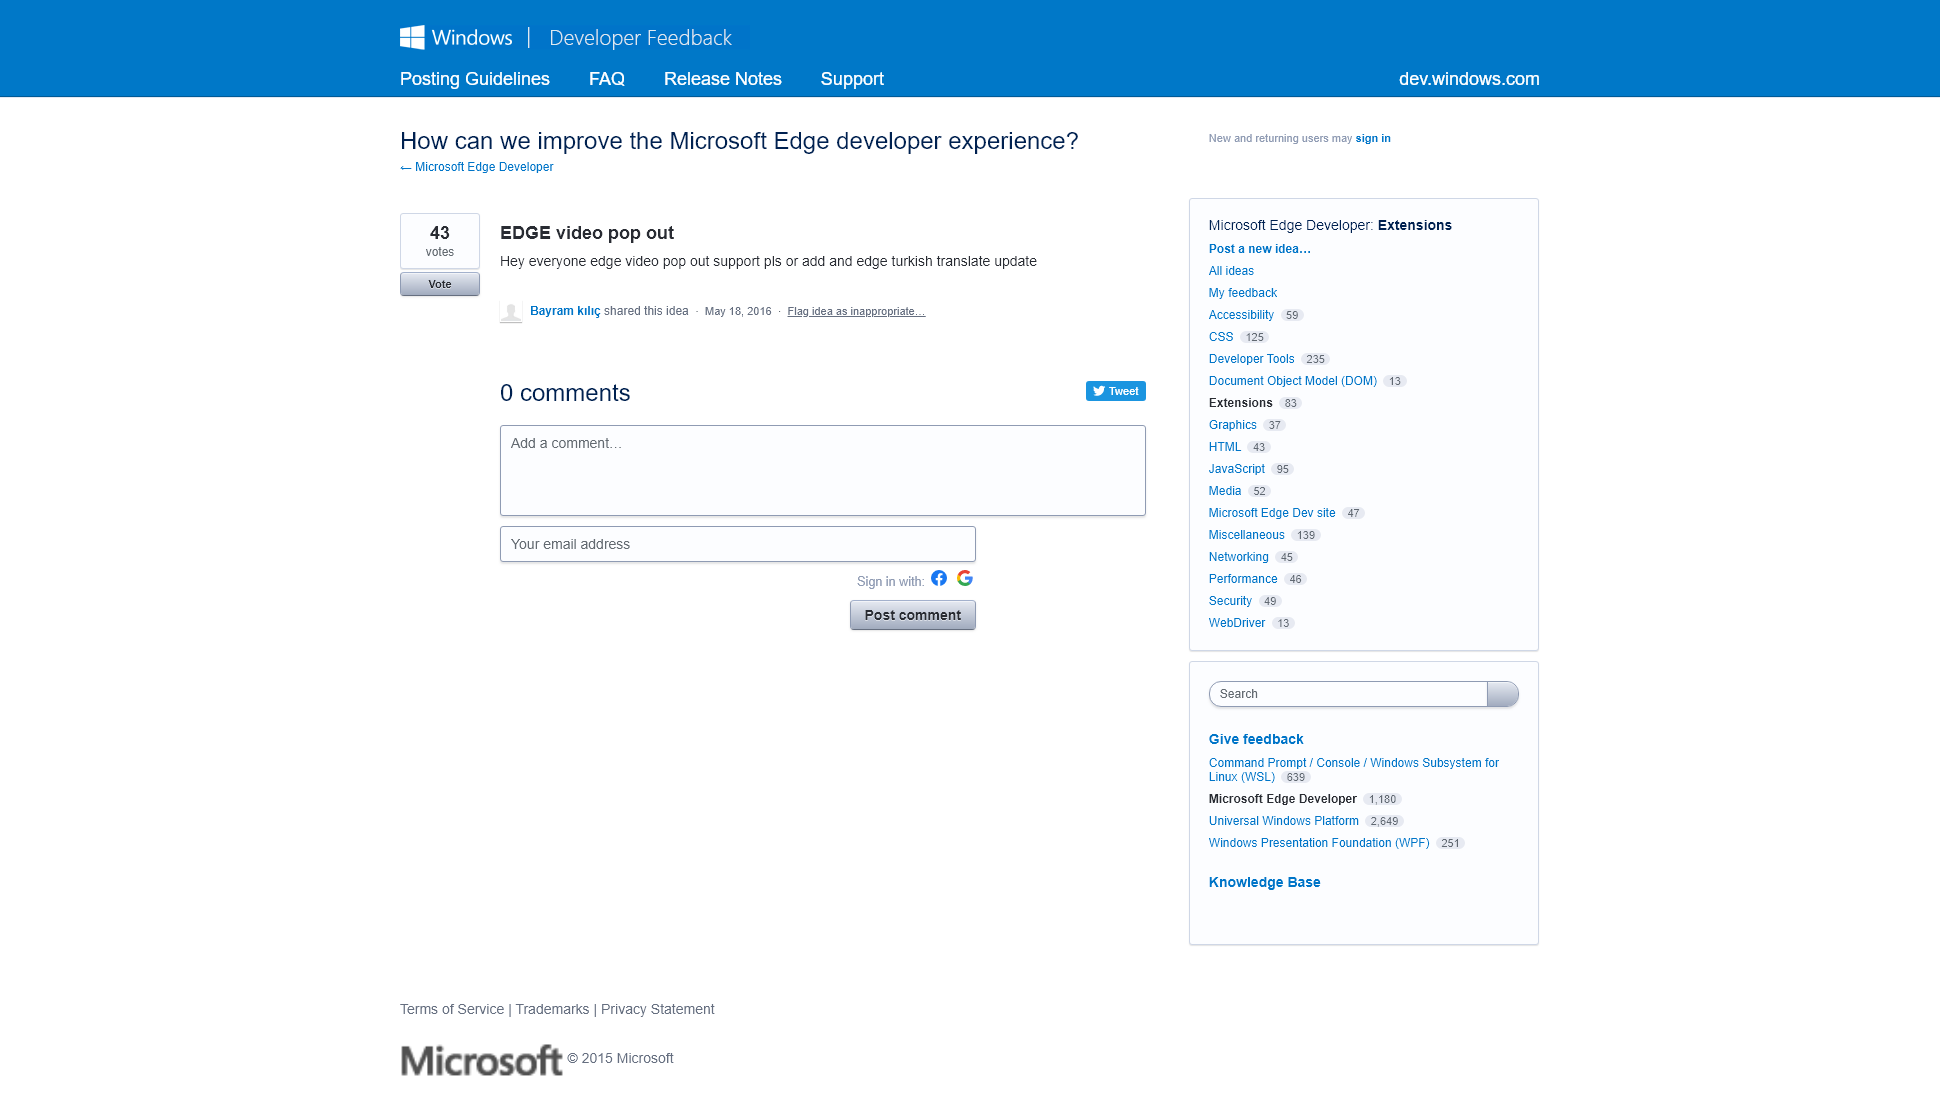 Windows | Developer Feedback
Posting Guidelines FAQ Release Notes Support dev.windows.com
How can we improve the Microsoft Edge developer experience?
← Microsoft Edge Developer
New and returning users may sign in
43
votes
Vote
EDGE video pop out
Hey everyone edge video pop out support pls or add and edge turkish translate update
Bayram kılıç shared this idea · May 18, 2016 · Flag idea as inappropriate…
0 comments
Tweet
Add a comment…
Your email address
Sign in with:
Post comment
Microsoft Edge Developer: Extensions
Post a new idea…
All ideas
My feedback
Accessibility 59
CSS 125
Developer Tools 235
Document Object Model (DOM) 13
Extensions 83
Graphics 37
HTML 43
JavaScript 95
Media 52
Microsoft Edge Dev site 47
Miscellaneous 139
Networking 45
Performance 46
Security 49
WebDriver 13
Search
Give feedback
Command Prompt / Console / Windows Subsystem for
Linux (WSL) 639
Microsoft Edge Developer 1,180
Universal Windows Platform 2,649
Windows Presentation Foundation (WPF) 251
Knowledge Base
Terms of Service | Trademarks | Privacy Statement
Microsoft © 2015 Microsoft